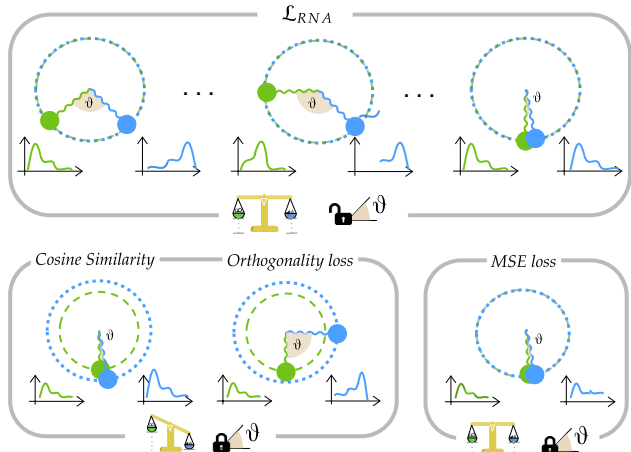 𝔏RNA
ϑ
. . .
ϑ
. . .
ϑ
ϑ
Cosine Similarity
Orthogonality loss
MSE loss
ϑ
ϑ
ϑ
ϑ
ϑ